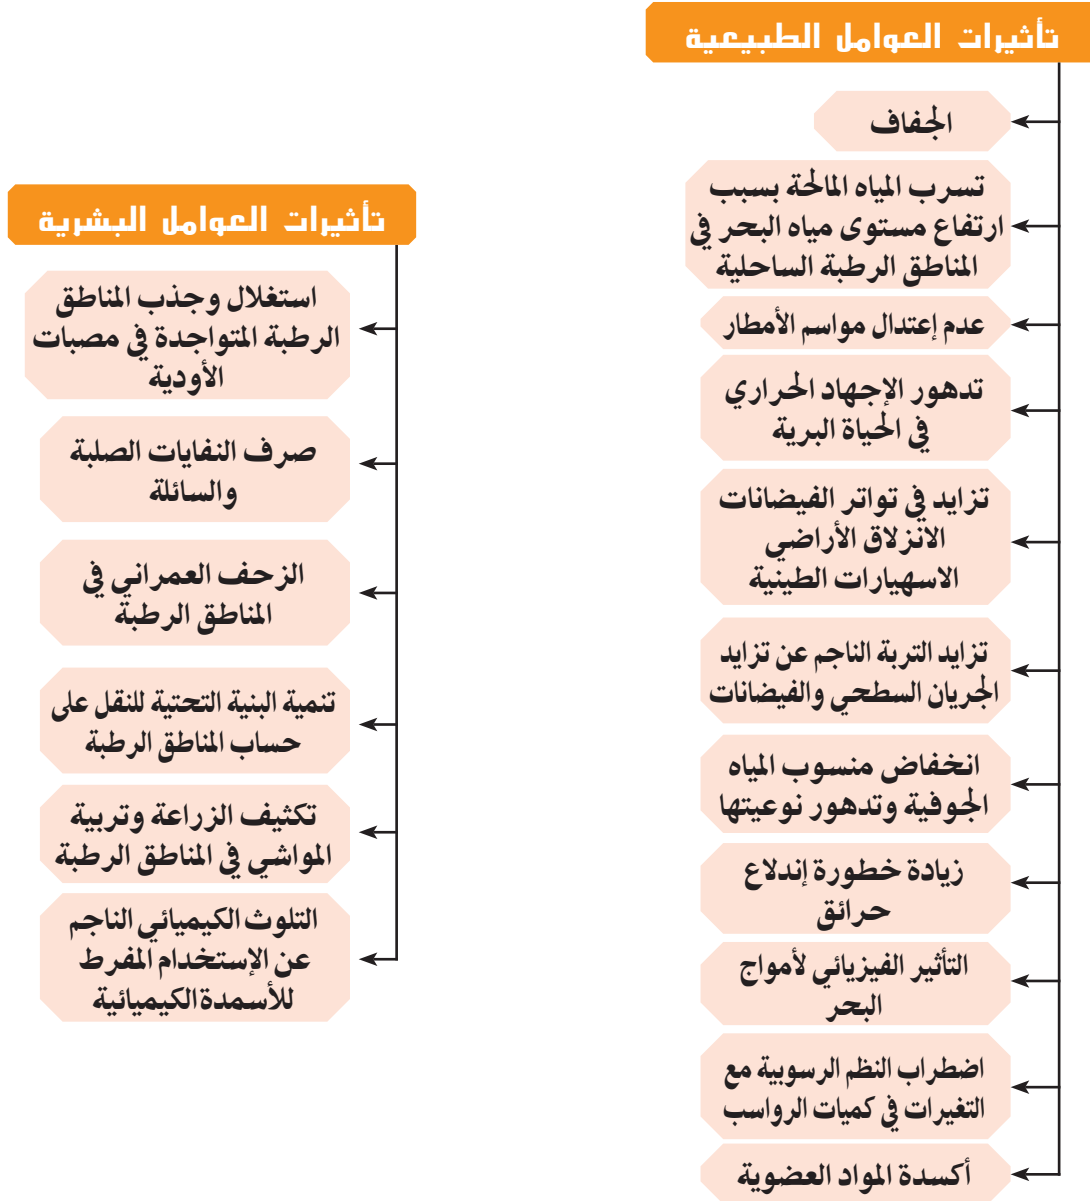 تأثيرات العوامل الطبيعية
الجفاف
تسرب المياه المالحة بسبب
ارتفاع مستوى مياه البحر في
المناطق الرطبة الساحلية
عدم إعتدال مواسم الأمطار
تدهور الإجهاد الحراري
في الحياة البرية
تزايد في تواتر الفيضانات
الانزلاق الأراضي
الاسهيارات الطينية
تزايد التربة الناجم عن تزايد
الجريان السطحي والفيضانات
انخفاض منسوب المياه
الجوفية وتدهور نوعيتها
زيادة خطورة إندلاع
حرائق
التأثير الفيزيائي لأمواج
البحر
اضطراب النظم الرسوبية مع
التغيرات في كميات الرواسب
أكسدة المواد العضوية
تأثيرات العوامل البشرية
استغلال وجذب المناطق
الرطبة المتواجدة في مصبات
الأودية
صرف النفايات الصلبة
والسائلة
الزحف العمراني في
المناطق الرطبة
تنمية البنية التحتية للنقل على
حساب المناطق الرطبة
تكثيف الزراعة وتربية
المواشي في المناطق الرطبة
التلوث الكيميائي الناجم
عن الإستخدام المفرط
للأسمدة الكيميائية